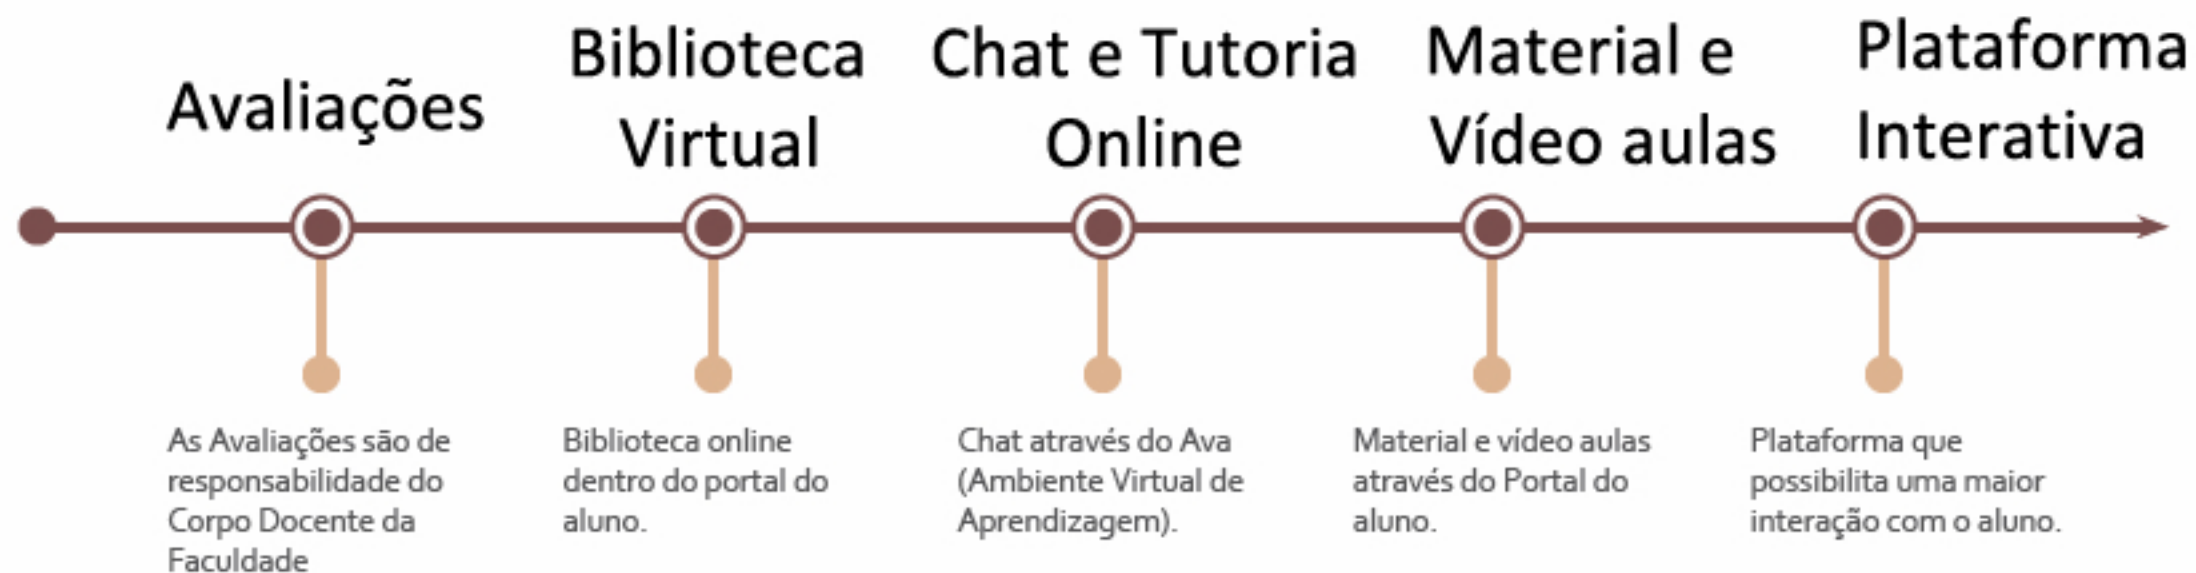 Avaliações
Biblioteca
Virtual
Chat e Tutoria
Online
Material e
Vídeo aulas
Plataforma
Interativa
As Avaliações são de
responsabilidade do
Corpo Docente da
Faculdade
Biblioteca online
dentro do portal do
aluno.
Chat através do Ava
(Ambiente Virtual de
Aprendizagem).
Material e vídeo aulas
através do Portal do
aluno.
Plataforma que
possibilita uma maior
interação com o aluno.